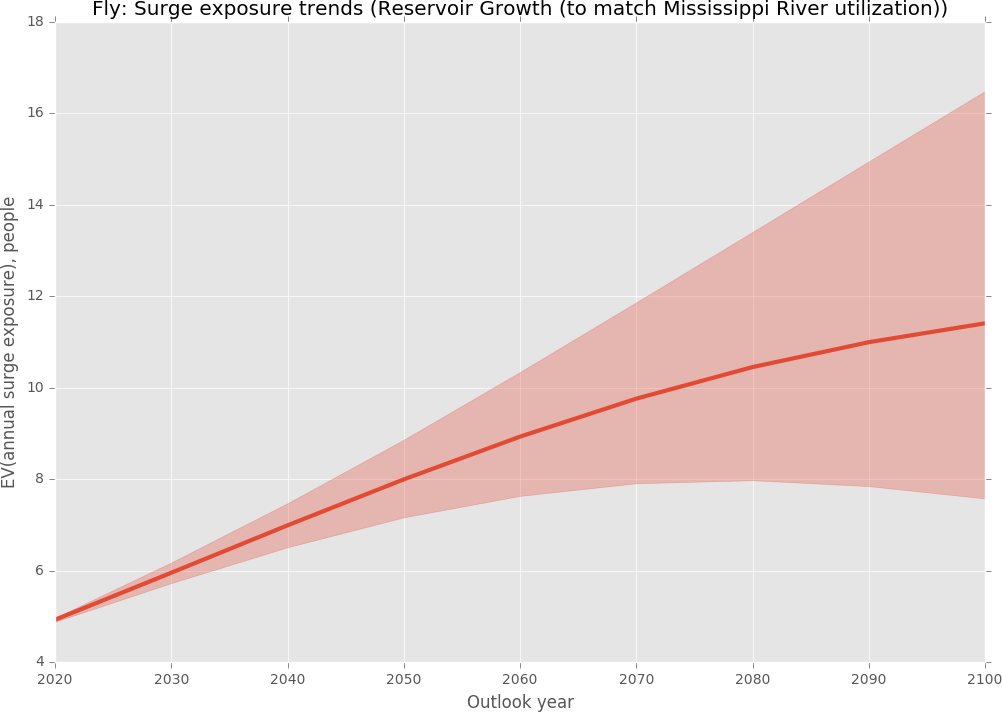 Fly: Surge exposure trends (Reservoir Growth (to match Mississippi River utilization))
18
16
14
12
10
8
6
4
EV(annual surge exposure), people
2020 2030 2040 2050 2060 2070 2080 2090 2100
Outlook year